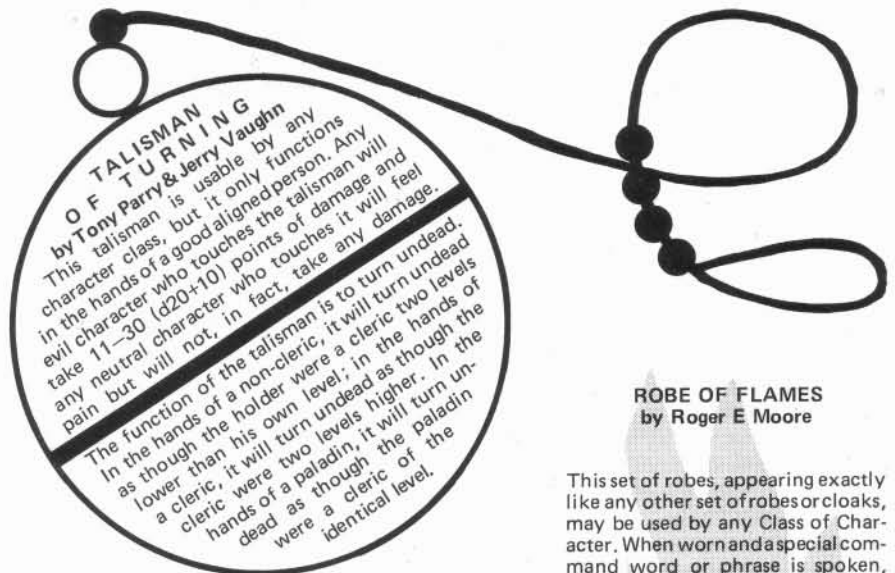 TALISMAN
OF TURNING
by Tony Parry & Jerry Vaughn
This talisman is usable by any
character class, but it only functions
in the hands of a good aligned person. Any
evil character who touches the talisman will
take 11–30 (d20+10) points of damage and
any neutral character who touches it will feel
pain but will not, in fact, take any damage.
The function of the talisman is to turn undead.
In the hands of a non-cleric, it will turn undead
as though the holder were a cleric two levels
lower than his own level; in the hands of
a cleric, it will turn undead as though the
cleric were two levels higher. In the
hands of a paladin, it will turn un-
dead as though the paladin
were a cleric of the
identical level.
ROBE OF FLAMES
by Roger E Moore
This set of robes, appearing exactly
like any other set of robes or cloaks,
may be used by any Class of Char-
acter. When worn and a special com-
mand word or phrase is spoken,